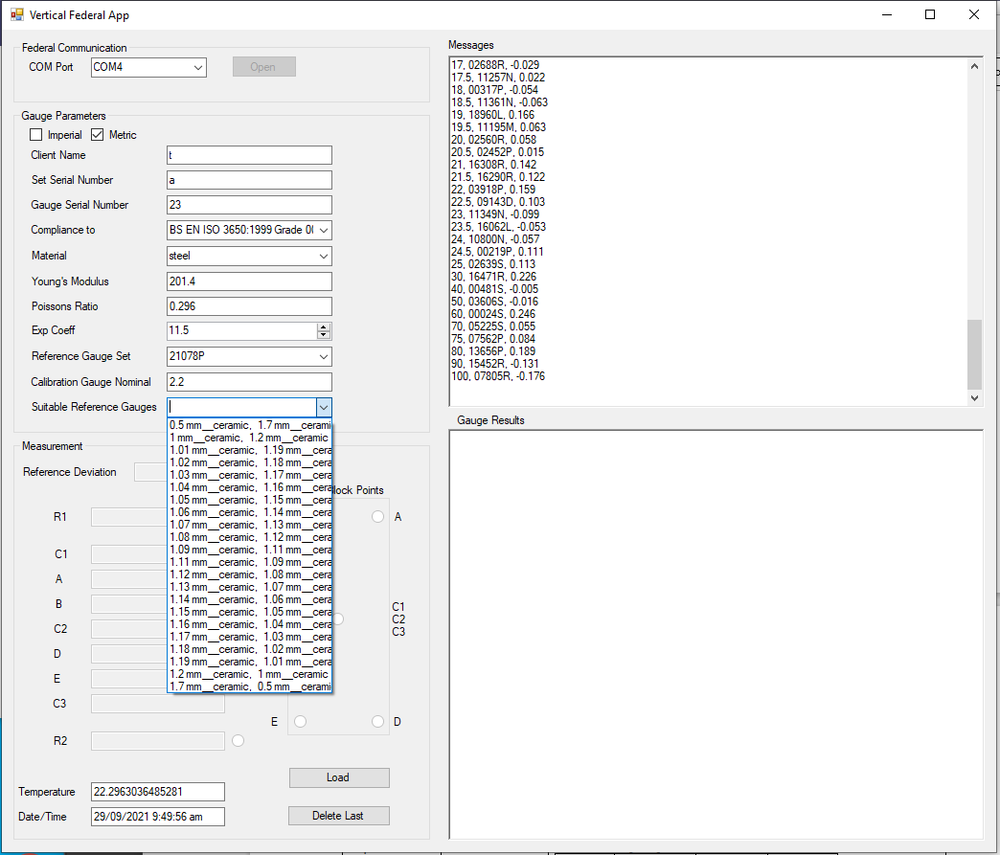 Vertical Federal App
Federal Communication
COM Port COM4 Open
Gauge Parameters
Imperial Metric
Client Name t
Set Serial Number a
Gauge Serial Number 23
Compliance to BS EN ISO 3650:1999 Grade 0(
Material steel
Young's Modulus 201.4
Poissons Ratio 0.296
Exp Coeff 11.5
Reference Gauge Set 21078P
Calibration Gauge Nominal 2.2
Suitable Reference Gauges
0.5 mm__ceramic, 1.7 mm__cerami
1 mm__ceramic, 1.2 mm__ceramic
1.01 mm__ceramic, 1.19 mm__cera
1.02 mm__ceramic, 1.18 mm__cera
1.03 mm__ceramic, 1.17 mm__cera
1.04 mm__ceramic, 1.16 mm__cera
1.05 mm__ceramic, 1.15 mm__cera
1.06 mm__ceramic, 1.14 mm__cera
1.07 mm__ceramic, 1.13 mm__cera
1.08 mm__ceramic, 1.12 mm__cera
1.09 mm__ceramic, 1.11 mm__cera
1.11 mm__ceramic, 1.09 mm__cera
1.12 mm__ceramic, 1.08 mm__cera
1.13 mm__ceramic, 1.07 mm__cera
1.14 mm__ceramic, 1.06 mm__cera
1.15 mm__ceramic, 1.05 mm__cera
1.16 mm__ceramic, 1.04 mm__cera
1.17 mm__ceramic, 1.03 mm__cera
1.18 mm__ceramic, 1.02 mm__cera
1.19 mm__ceramic, 1.01 mm__cera
1.2 mm__ceramic, 1 mm__ceramic
1.7 mm__ceramic, 0.5 mm__cerami
Measurement
Reference Deviation
lock Points
R1
A
C1
A
B
C2
D
E
C3
R2
C1
C2
C3
E
D
Load
Temperature 22.2963036485281
Date/Time 29/09/2021 9:49:56 am
Delete Last
Messages
17, 02688R, -0.029
17.5, 11257N, 0.022
18, 00317P, -0.054
18.5, 11361N, -0.063
19, 18960L, 0.166
19.5, 11195M, 0.063
20, 02560R, 0.058
20.5, 02452P, 0.015
21, 16308R, 0.142
21.5, 16290R, 0.122
22, 03918P, 0.159
22.5, 09143D, 0.103
23, 11349N, -0.099
23.5, 16062L, -0.053
24, 10800N, -0.057
24.5, 00219P, 0.111
25, 02639S, 0.113
30, 16471R, 0.226
40, 00481S, -0.005
50, 03606S, -0.016
60, 00024S, 0.246
70, 05225S, 0.055
75, 07562P, 0.084
80, 13656P, 0.189
90, 15452R, -0.131
100, 07805R, -0.176
Gauge Results